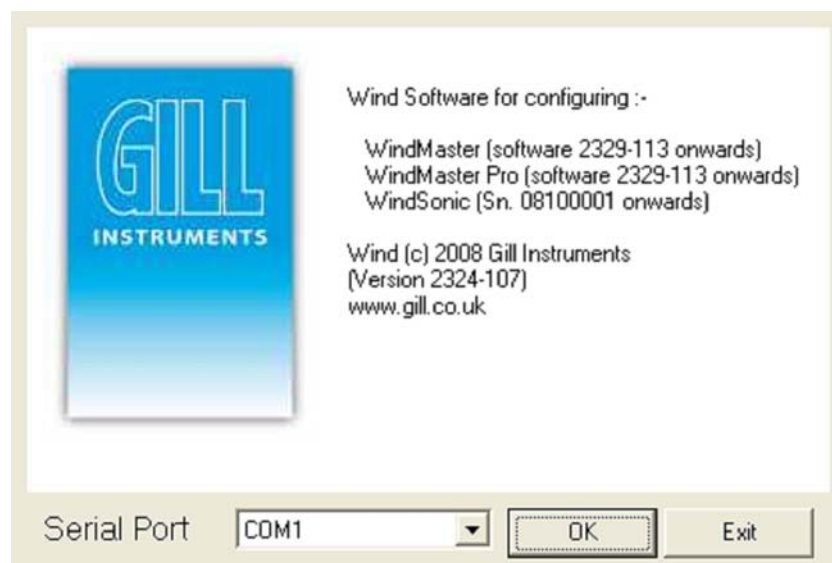 GILL
INSTRUMENTS
Wind Software for configuring :-
WindMaster (software 2329-113 onwards)
WindMaster Pro (software 2329-113 onwards)
WindSonic (Sn. 08100001 onwards)
Wind (c) 2008 Gill Instruments
(Version 2324-107)
www.gill.co.uk
Serial Port COM1 OK Exit